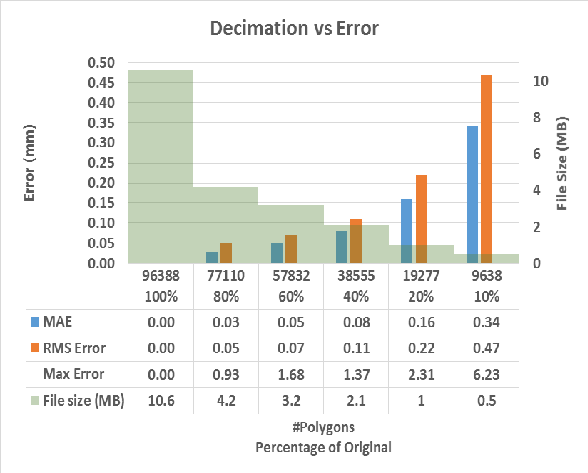 Decimation vs Error
0.50
0.45
0.40
0.35
0.30
0.25
0.20
0.15
0.10
0.05
0.00
Error (mm)
10
8
6
4
2
0
File Size (MB)
96388 77110 57832 38555 19277 9638
100% 80% 60% 40% 20% 10%
MAE 0.00 0.03 0.05 0.08 0.16 0.34
RMS Error 0.00 0.05 0.07 0.11 0.22 0.47
Max Error 0.00 0.93 1.68 1.37 2.31 6.23
File size (MB) 10.6 4.2 3.2 2.1 1 0.5
#Polygons
Percentage of Original